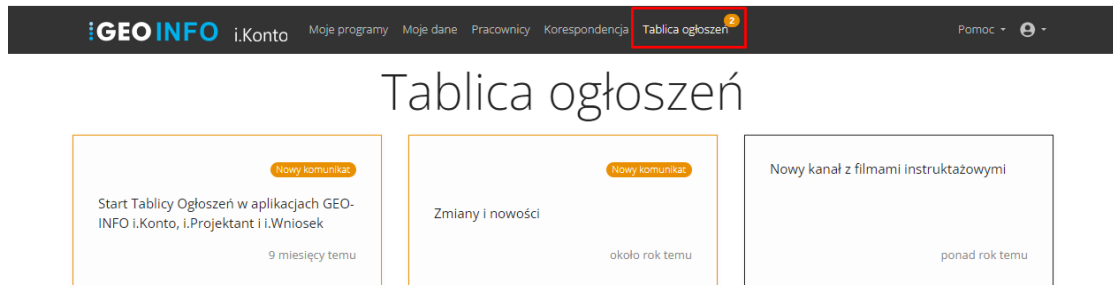 GEOINFO i.Konto Moje programy Moje dane Pracownicy Korespondencja Tablica ogłoszeń 2 Pomoc
Tablica ogłoszeń
Nowy komunikat
Start Tablicy Ogłoszeń w aplikacjach GEO-
INFO i.Konto, i.Projektant i i.Wniosek
9 miesięcy temu
Nowy komunikat
Zmiany i nowości
około rok temu
Nowy kanał z filmami instruktażowymi
ponad rok temu